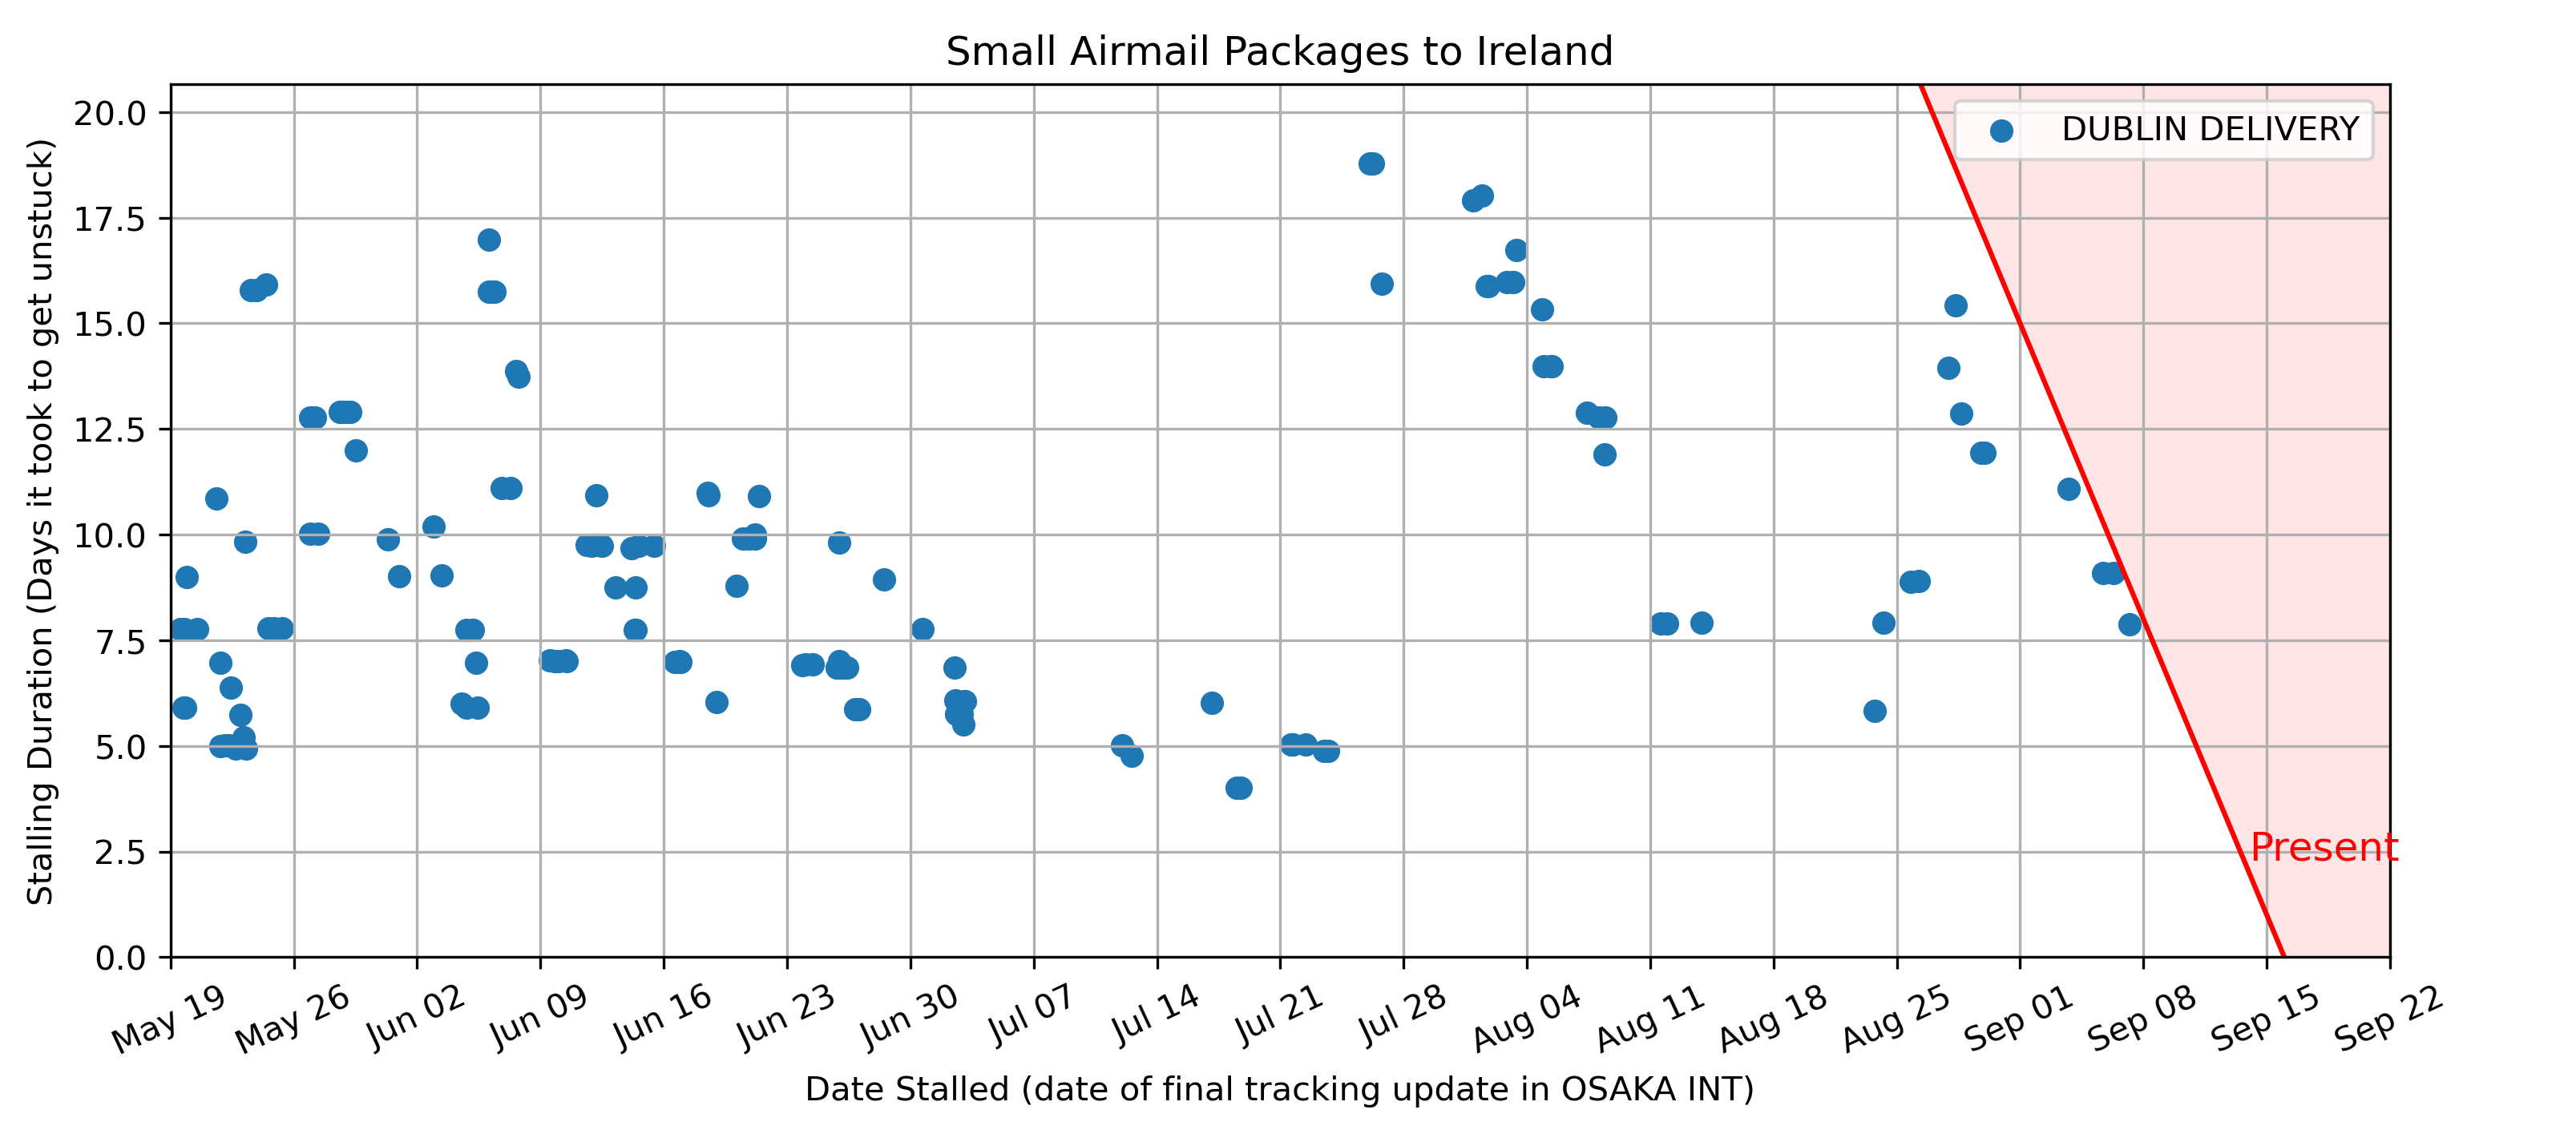 Small Airmail Packages to Ireland
DUBLIN DELIVERY
Stalling Duration (Days it took to get unstuck)
20.0
17.5
15.0
12.5
10.0
7.5
5.0
2.5
0.0
Present
May 19 May 26 Jun 02 Jun 09 Jun 16 Jun 23 Jun 30 Jul 07 Jul 14 Jul 21 Jul 28 Aug 04 Aug 11 Aug 18 Aug 25 Sep 01 Sep 08 Sep 15 Sep 22
Date Stalled (date of final tracking update in OSAKA INT)